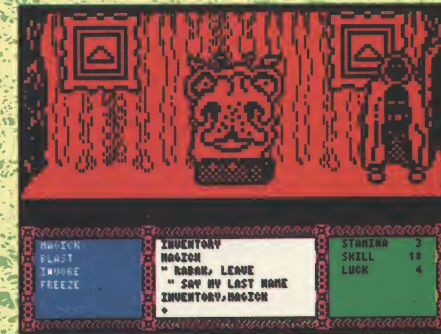 MAGICK
BLAST
INVOKE
FREEZE
INVENTORY
MAGICK
" RABAK, LEAVE
" SAY MY LAST NAME
INVENTORY,MAGICK
STAMINA 3
SKILL 18
LUCK 4